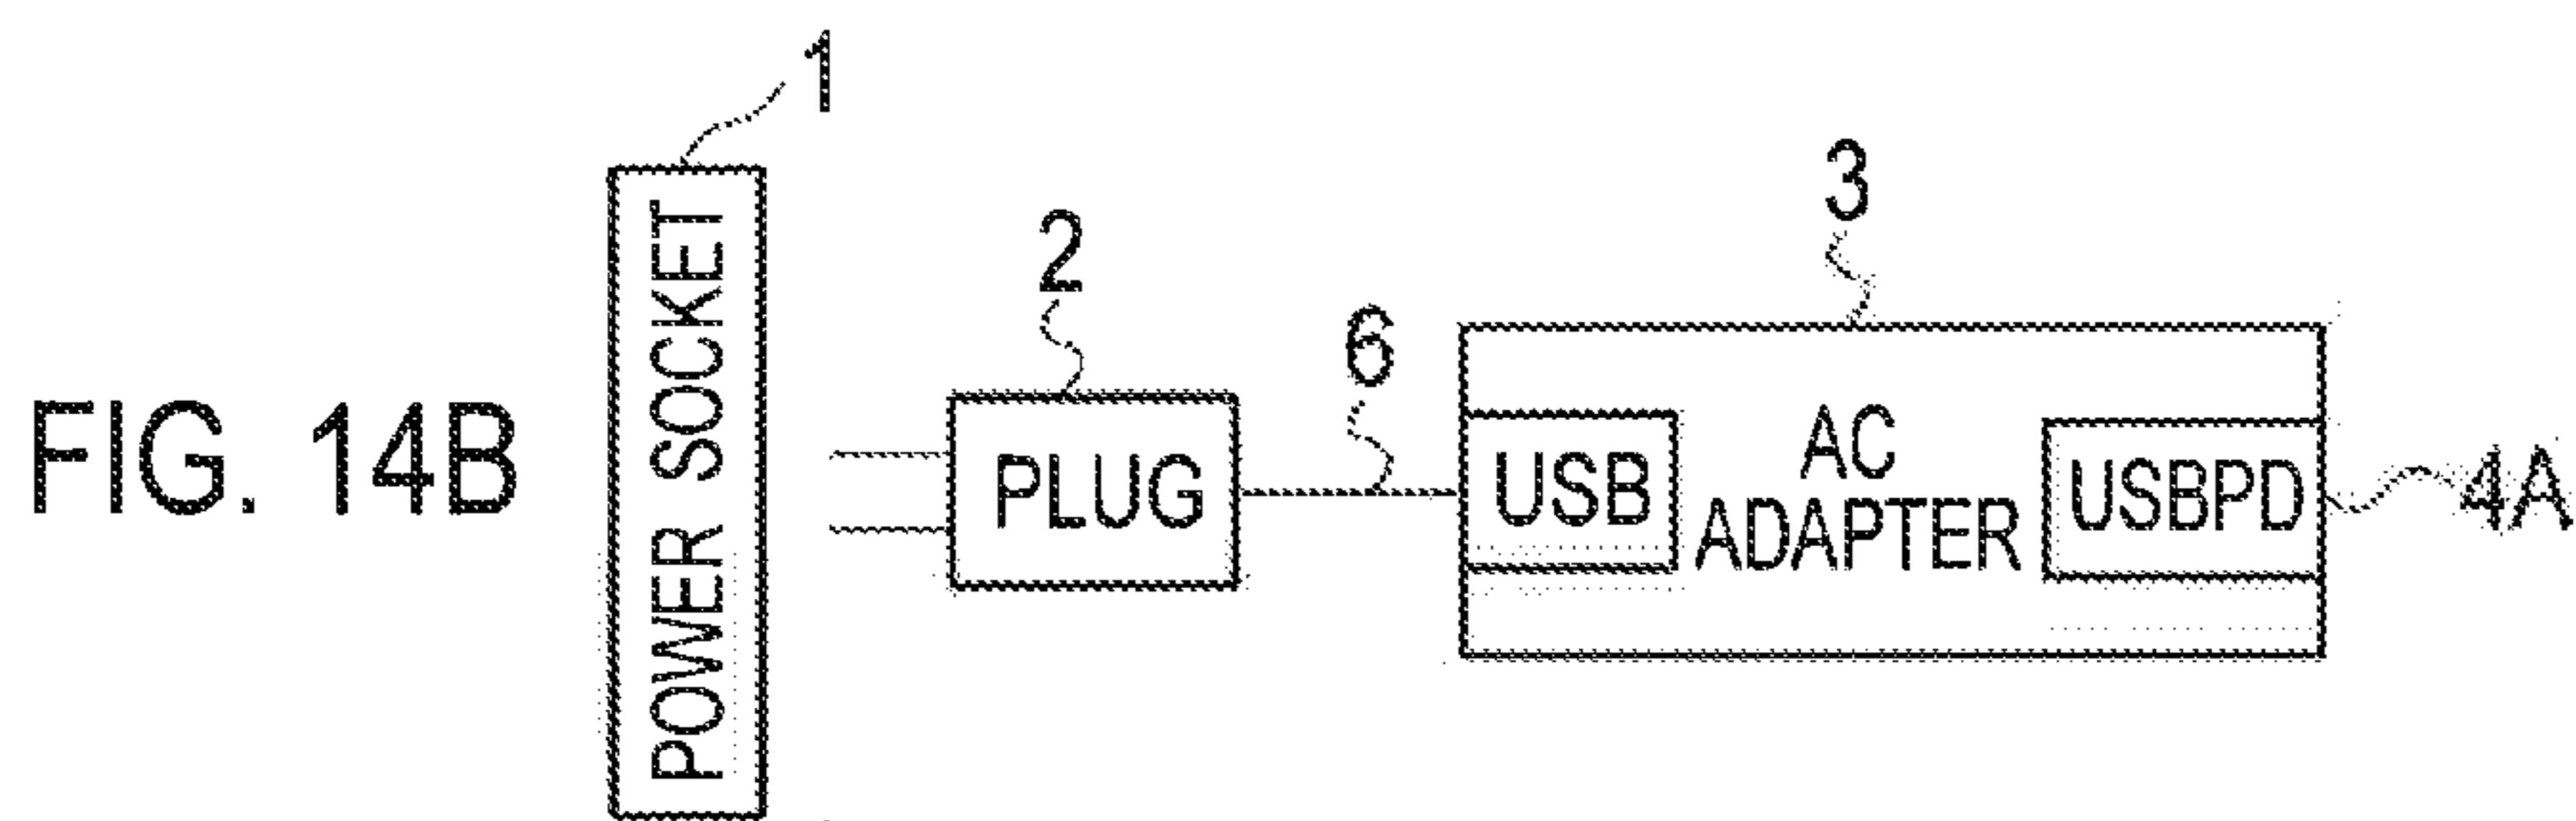 FIG. 14B
1
POWER SOCKET
2
PLUG
6
3
USB
AC
ADAPTER
USBPD
4A